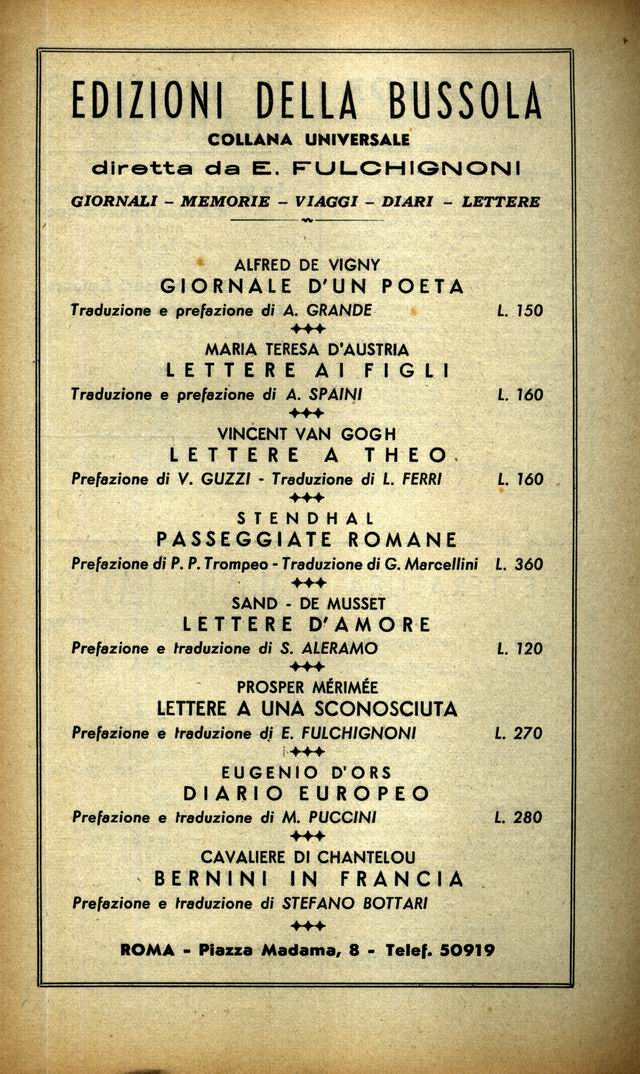 EDIZIONI DELLA BUSSOLA
COLLANA UNIVERSALE
diretta da E. FULCHIGNONI
GIORNALI – MEMORIE – VIAGGI – DIARI – LETTERE
ALFRED DE VIGNY
GIORNALE D'UN POETA
Traduzione e prefazione di A. GRANDE L. 150
MARIA TERESA D'AUSTRIA
LETTERE AI FIGLI
Traduzione e prefazione di A. SPAINI L. 160
VINCENT VAN GOGH
LETTERE A THEO
Prefazione di V. GUZZI - Traduzione di L. FERRI L. 160
STENDHAL
PASSEGGIATE ROMANE
Prefazione di P. P. Trompeo - Traduzione di G. Marcellini L. 360
SAND - DE MUSSET
LETTERE D'AMORE
Prefazione e traduzione di S. ALERAMO L. 120
PROSPER MÉRIMÉE
LETTERE A UNA SCONOSCIUTA
Prefazione e traduzione di E. FULCHIGNONI L. 270
EUGENIO D'ORS
DIARIO EUROPEO
Prefazione e traduzione di M. PUCCINI L. 280
CAVALIERE DI CHANTELOU
BERNINI IN FRANCIA
Prefazione e traduzione di STEFANO BOTTARI
ROMA - Piazza Madama, 8 - Telef. 50919